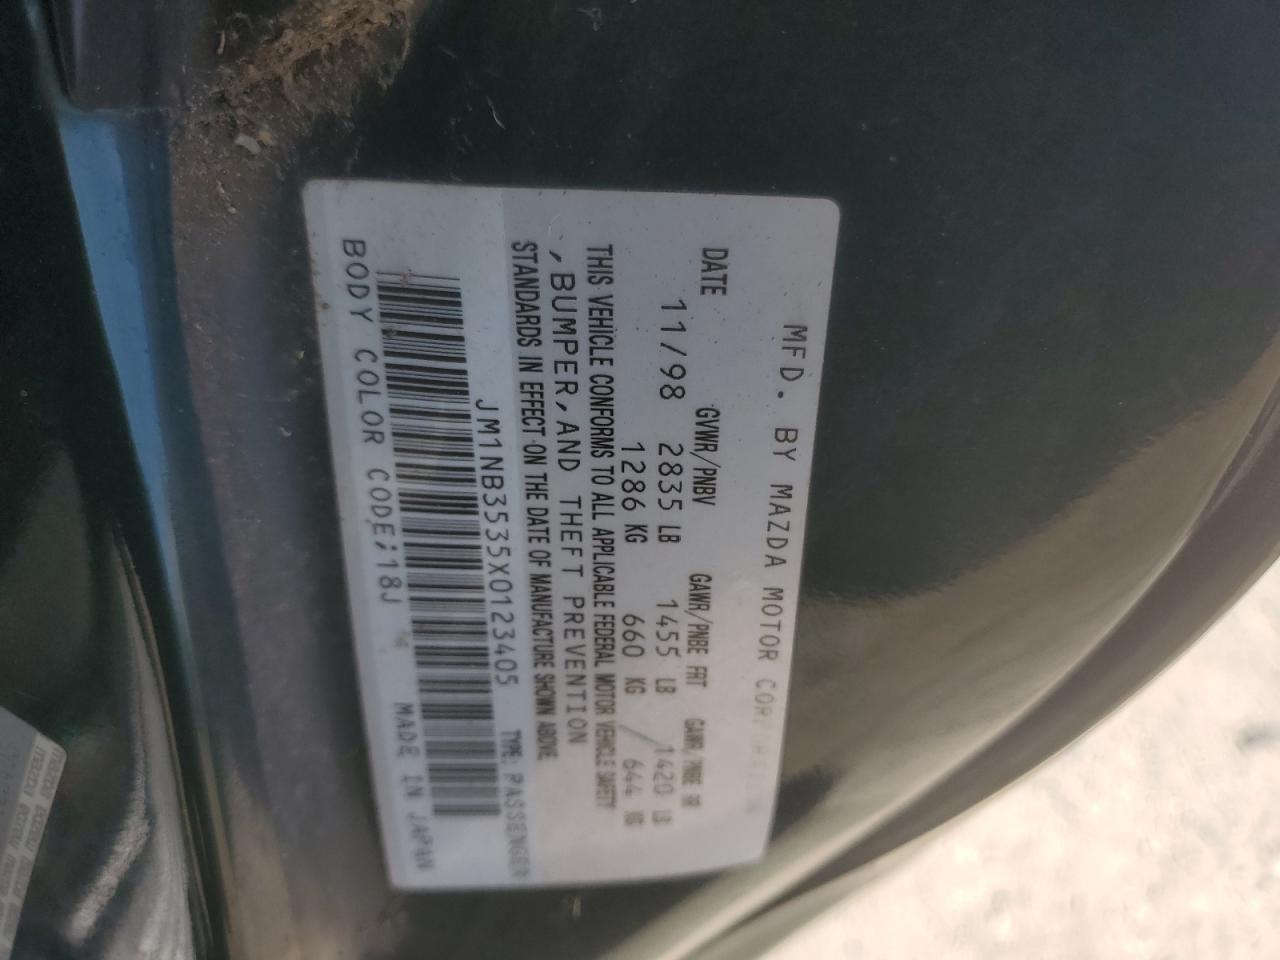 MFD. BY MAZDA MOTOR CORPORATION
DATE GVWR/PNBV GAWR/PNBE FRT GAWR/PNBE RR
11/98 2835 LB 1455 LB 1420 LB
1286 KG 660 KG / 644 KG
THIS VEHICLE CONFORMS TO ALL APPLICABLE FEDERAL MOTOR VEHICLE SAFETY
, BUMPER, AND THEFT PREVENTION
STANDARDS IN EFFECT ON THE DATE OF MANUFACTURE SHOWN ABOVE
JM1NB3535X0123405 TYPE: PASSENGER
BODY COLOR CODE;18J MADE IN JAPAN